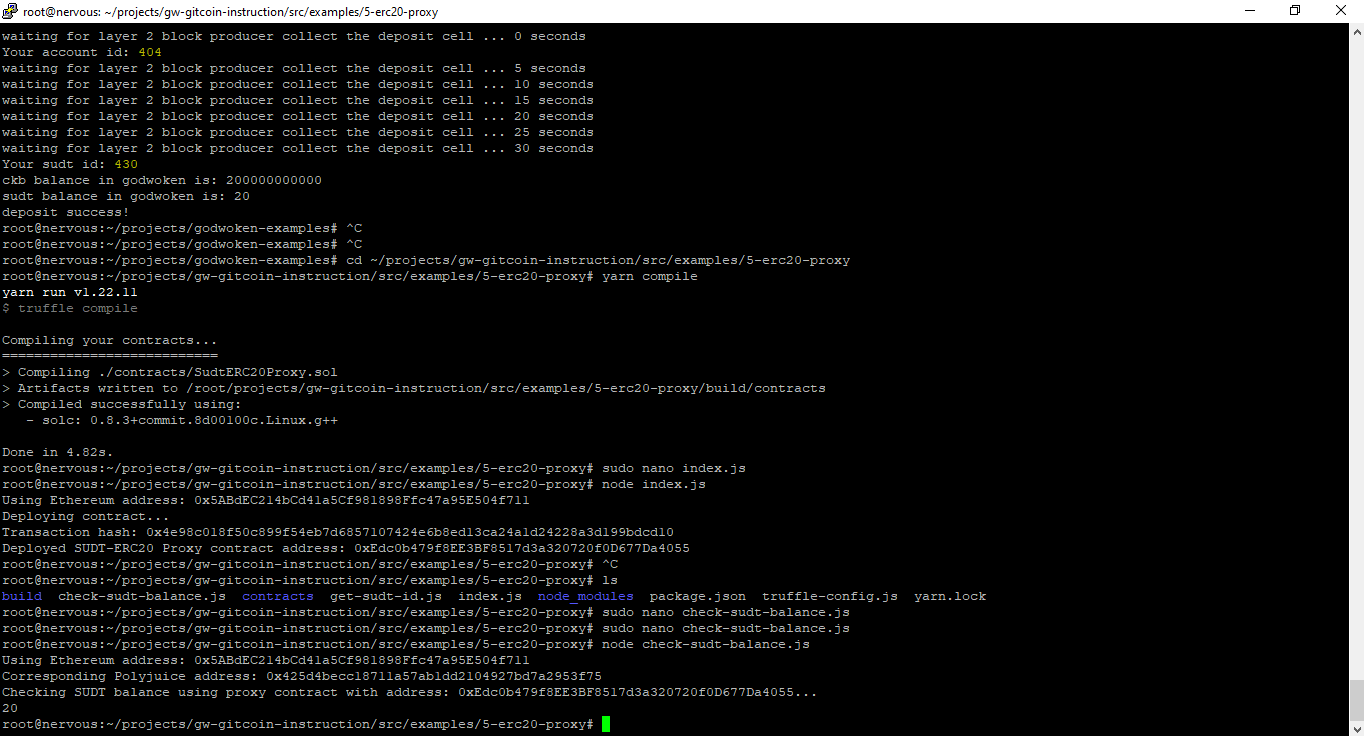 root@nervous: ~/projects/gw-gitcoin-instruction/src/examples/5-erc20-proxy
waiting for layer 2 block producer collect the deposit cell ... 0 seconds
Your account id: 404
waiting for layer 2 block producer collect the deposit cell ... 5 seconds
waiting for layer 2 block producer collect the deposit cell ... 10 seconds
waiting for layer 2 block producer collect the deposit cell ... 15 seconds
waiting for layer 2 block producer collect the deposit cell ... 20 seconds
waiting for layer 2 block producer collect the deposit cell ... 25 seconds
waiting for layer 2 block producer collect the deposit cell ... 30 seconds
Your sudt id: 430
ckb balance in godwoken is: 200000000000
sudt balance in godwoken is: 20
deposit success!
root@nervous:~/projects/godwoken-examples# ^C
root@nervous:~/projects/godwoken-examples# ^C
root@nervous:~/projects/godwoken-examples# cd ~/projects/gw-gitcoin-instruction/src/examples/5-erc20-proxy
root@nervous:~/projects/gw-gitcoin-instruction/src/examples/5-erc20-proxy# yarn compile
yarn run v1.22.11
$ truffle compile
Compiling your contracts...
===========================
> Compiling ./contracts/SudtERC20Proxy.sol
> Artifacts written to /root/projects/gw-gitcoin-instruction/src/examples/5-erc20-proxy/build/contracts
> Compiled successfully using:
   - solc: 0.8.3+commit.8d00100c.Linux.g++
Done in 4.82s.
root@nervous:~/projects/gw-gitcoin-instruction/src/examples/5-erc20-proxy# sudo nano index.js
root@nervous:~/projects/gw-gitcoin-instruction/src/examples/5-erc20-proxy# node index.js
Using Ethereum address: 0x5ABdEC214bCd41a5Cf981898Ffc47a95E504f711
Deploying contract...
Transaction hash: 0x4e98c018f50c899f54eb7d6857107424e6b8ed13ca24a1d24228a3d199bdcd10
Deployed SUDT-ERC20 Proxy contract address: 0xEdc0b479f8EE3BF8517d3a320720f0D677Da4055
root@nervous:~/projects/gw-gitcoin-instruction/src/examples/5-erc20-proxy# ^C
root@nervous:~/projects/gw-gitcoin-instruction/src/examples/5-erc20-proxy# ls
build  check-sudt-balance.js  contracts  get-sudt-id.js  index.js  node_modules  package.json  truffle-config.js  yarn.lock
root@nervous:~/projects/gw-gitcoin-instruction/src/examples/5-erc20-proxy# sudo nano check-sudt-balance.js
root@nervous:~/projects/gw-gitcoin-instruction/src/examples/5-erc20-proxy# sudo nano check-sudt-balance.js
root@nervous:~/projects/gw-gitcoin-instruction/src/examples/5-erc20-proxy# node check-sudt-balance.js
Using Ethereum address: 0x5ABdEC214bCd41a5Cf981898Ffc47a95E504f711
Corresponding Polyjuice address: 0x425d4becc18711a57ab1dd2104927bd7a2953f75
Checking SUDT balance using proxy contract with address: 0xEdc0b479f8EE3BF8517d3a320720f0D677Da4055...
20
root@nervous:~/projects/gw-gitcoin-instruction/src/examples/5-erc20-proxy#